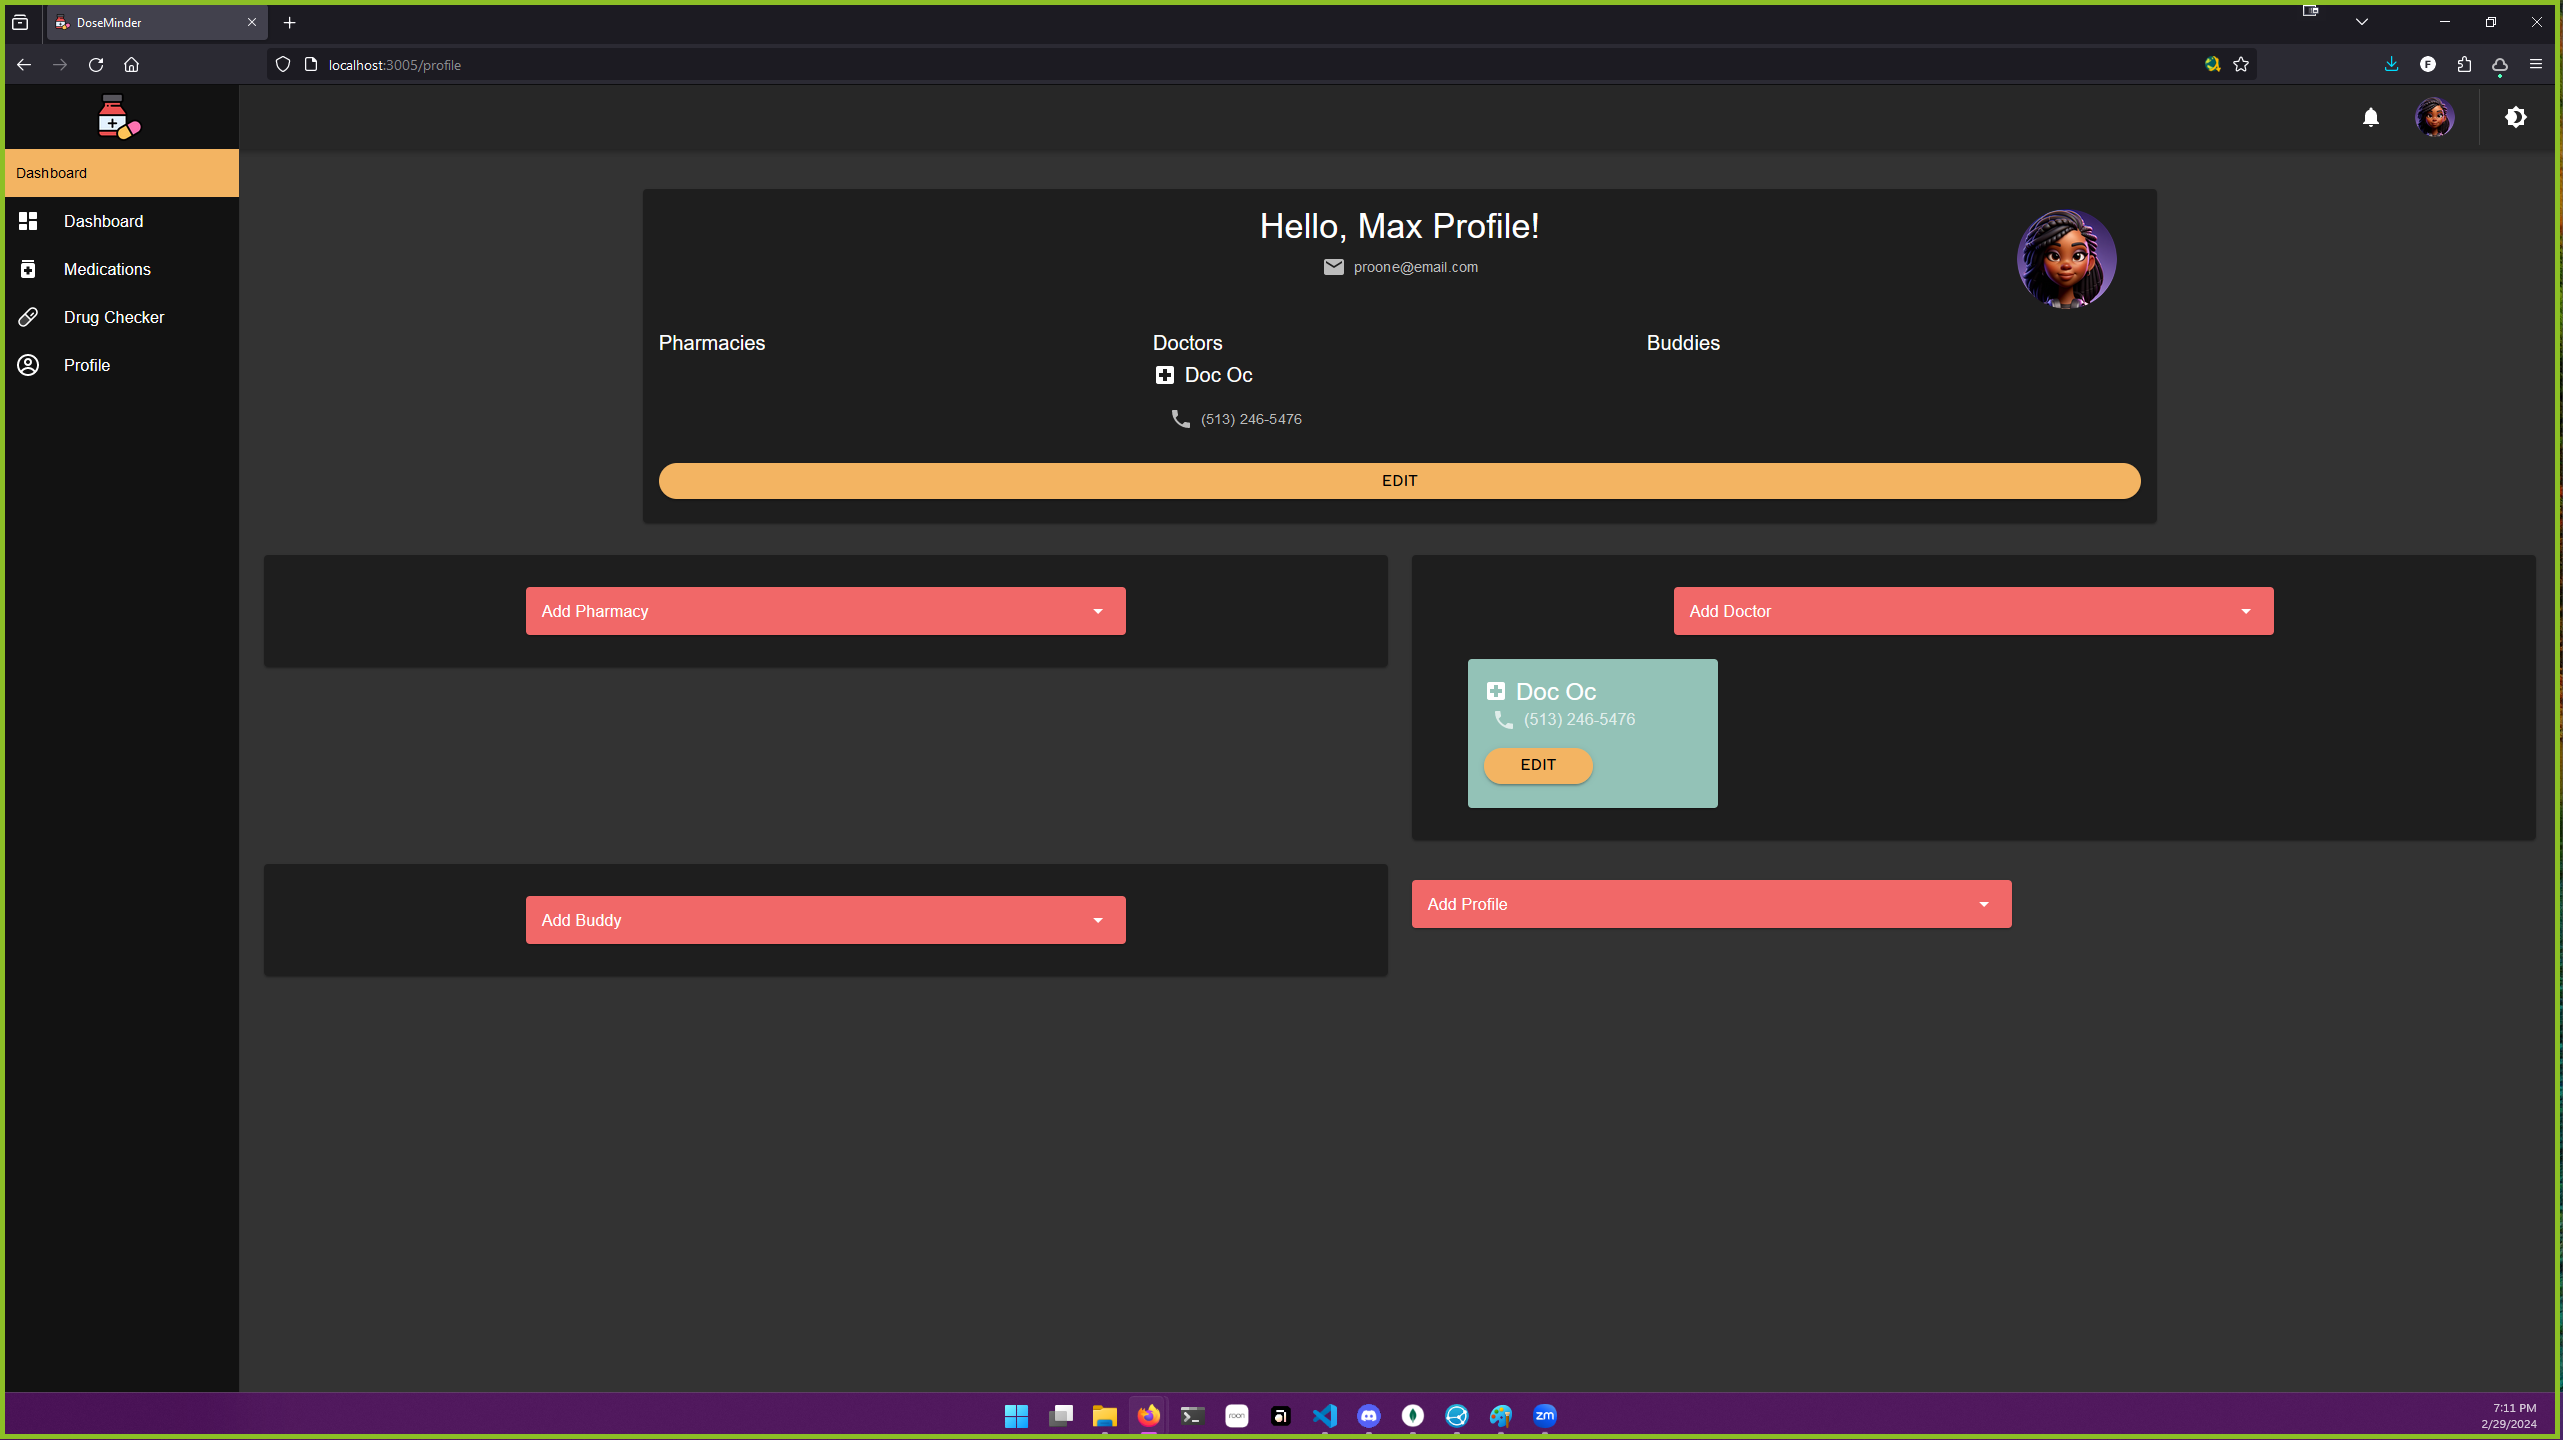 DoseMinder
localhost:3005/profile
Dashboard
Dashboard
Medications
Drug Checker
Profile
Hello, Max Profile!
proone@email.com
Pharmacies
Doctors
Buddies
Doc Oc
(513) 246-5476
EDIT
Add Pharmacy
Add Doctor
Doc Oc
(513) 246-5476
EDIT
Add Buddy
Add Profile
F
roon
zm
7:11 PM
2/29/2024